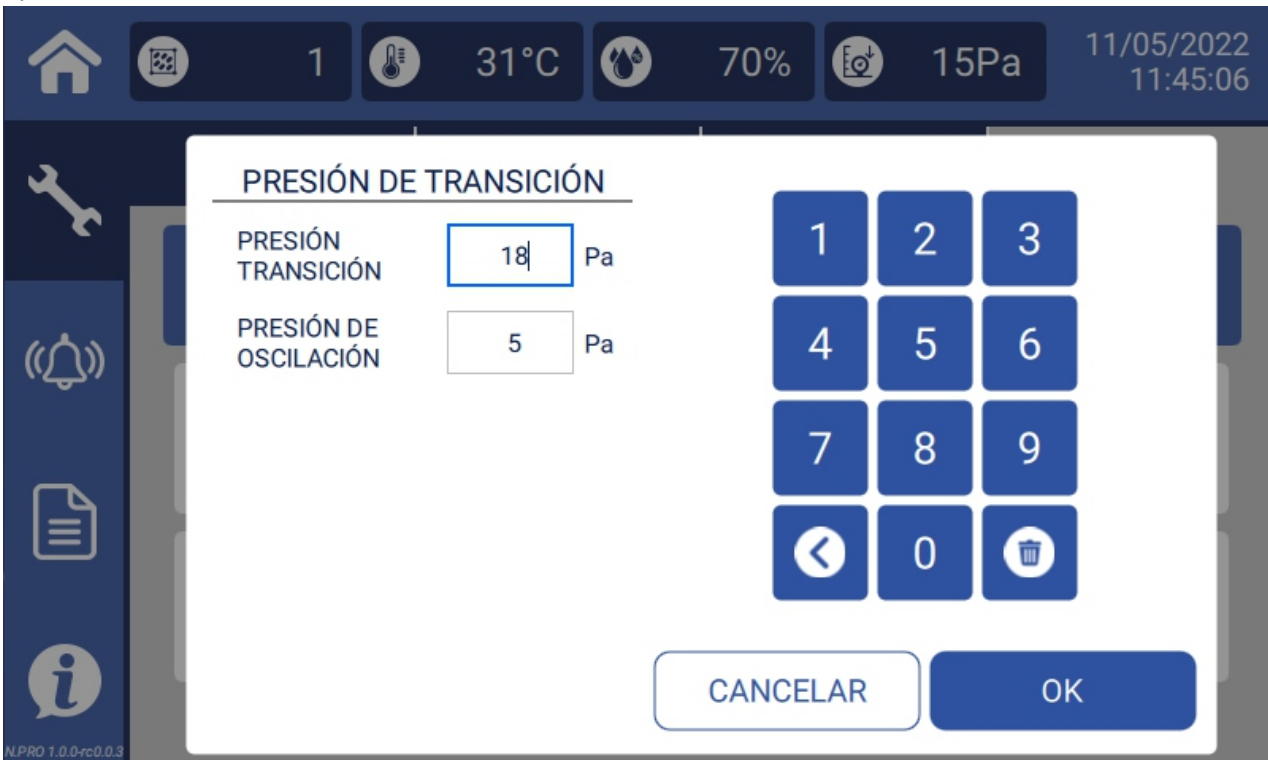 1
31°C
70%
15Pa
11/05/2022
11:45:06
PRESIÓN DE TRANSICIÓN
PRESIÓN
TRANSICIÓN
18
Pa
PRESIÓN DE
OSCILACIÓN
5
Pa
1 2 3
4 5 6
7 8 9
0
CANCELAR
OK
N.PRO 1.0.0-rc0.0.3